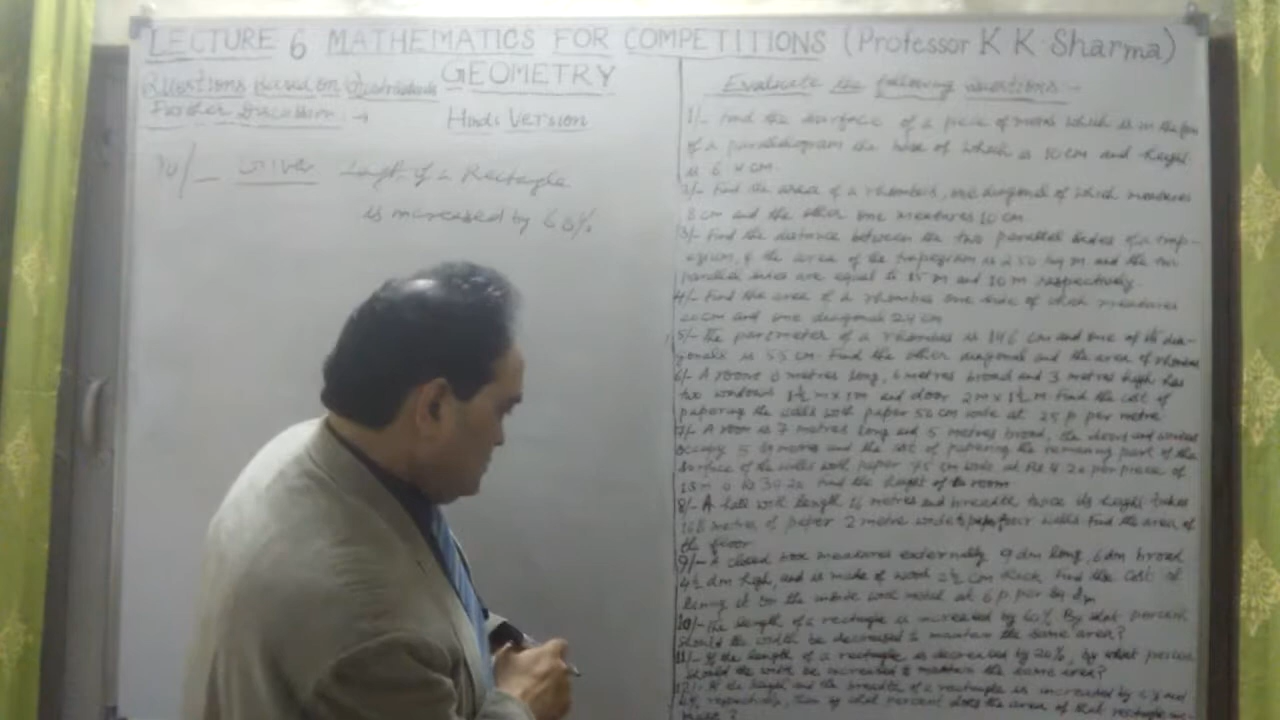 LECTURE 6 MATHEMATICS FOR COMPETITIONS (Professor K K Sharma)
GEOMETRY
Questions Based on Quadrilaterals
Further Discussion :→
Hindi Version
10/- Given Length of a Rectangle
is increased by 60%
Evaluate the following questions :-
1/- Find the surface of a piece of metal which is in the form
of a parallelogram the base of which is 10 cm and height
is 6.4 cm.
2/- Find the area of a rhombus, one diagonal of which measures
8 cm and the other one measures 10 cm
3/- Find the distance between the two parallel sides of a trap-
ezium, if the area of the trapezium is 250 sq m and the two
parallel sides are equal to 15 m and 10 m respectively.
4/- Find the area of a rhombus one side of which measures
20 cm and one diagonal 24 cm
5/- The perimeter of a rhombus is 146 cm and one of its dia-
gonals is 55 cm. Find the other diagonal and the area of rhombus
6/- A room 8 metres long, 6 metres broad and 3 metres high has
two windows 1½ m x 1m and door 2m x 1½ m Find the cost of
papering the walls with paper 50 cm wide at 25 p per metre
7/- A room is 7 metres long and 5 metres broad, the doors and windows
occupy 5 sq metres and the cost of papering the remaining part of the
surface of the walls with paper 75 cm wide at Rs 4.20 per piece of
13 m is Rs 39.20 Find the height of the room
8/- A hall with length 16 metres and breadth twice its height takes
168 metres of paper 2 metre wide to paper four walls Find the area of
the floor
9/- A closed box measures externally 9 dm long, 6 dm broad
4½ dm high, and is made of wood 2½ cm thick Find the cost of
lining it on the inside with metal at 6 p. per sq dm
10/- The length of a rectangle is increased by 60%. By what percent
should the width be decreased to maintain the same area?
11/- If the length of a rectangle is decreased by 20%, by what percent
should the width be increased to maintain the same area?
12/- If the length and the breadth of a rectangle is increased by and
respectively, then by what percent does the area of that rectangle